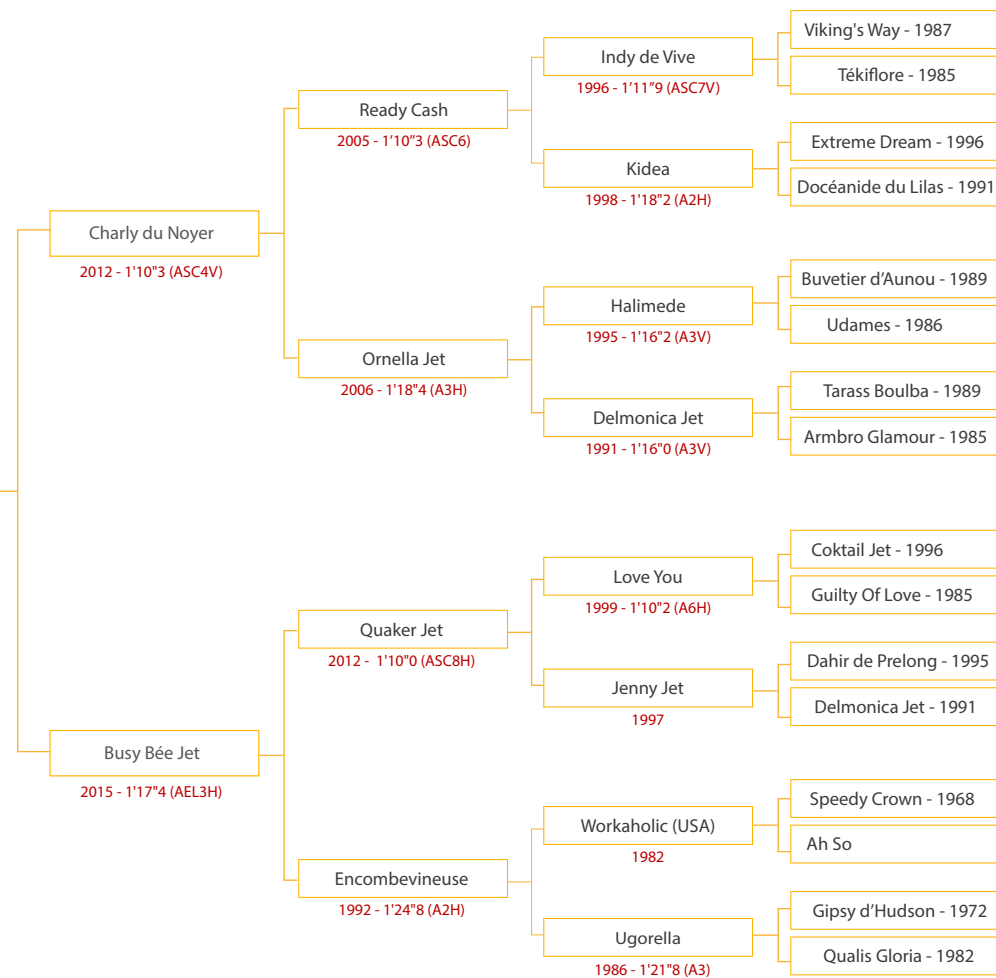 Viking's Way - 1987
Indy de Vive
Tékiflore - 1985
1996 - 1'11"9 (ASC7V)
Ready Cash
2005 - 1'10"3 (ASC6)
Extreme Dream - 1996
Kidea
Docéanide du Lilas - 1991
1998 - 1'18"2 (A2H)
Charly du Noyer
2012 - 1'10"3 (ASC4V)
Buvetier d'Aunou - 1989
Halimede
Udames - 1986
1995 - 1'16"2 (A3V)
Ornella Jet
2006 - 1'18"4 (A3H)
Tarass Boulba - 1989
Delmonica Jet
Armbro Glamour - 1985
1991 - 1'16"0 (A3V)
Coktail Jet - 1996
Love You
Guilty Of Love - 1985
1999 - 1'10"2 (A6H)
Quaker Jet
2012 - 1'10"0 (ASC8H)
Dahir de Prelong - 1995
Jenny Jet
Delmonica Jet - 1991
1997
Busy Bée Jet
2015 - 1'17"4 (AEL3H)
Speedy Crown - 1968
Workaholic (USA)
Ah So
1982
Encombevineuse
1992 - 1'24"8 (A2H)
Gipsy d'Hudson - 1972
Ugorella
Qualis Gloria - 1982
1986 - 1'21"8 (A3)